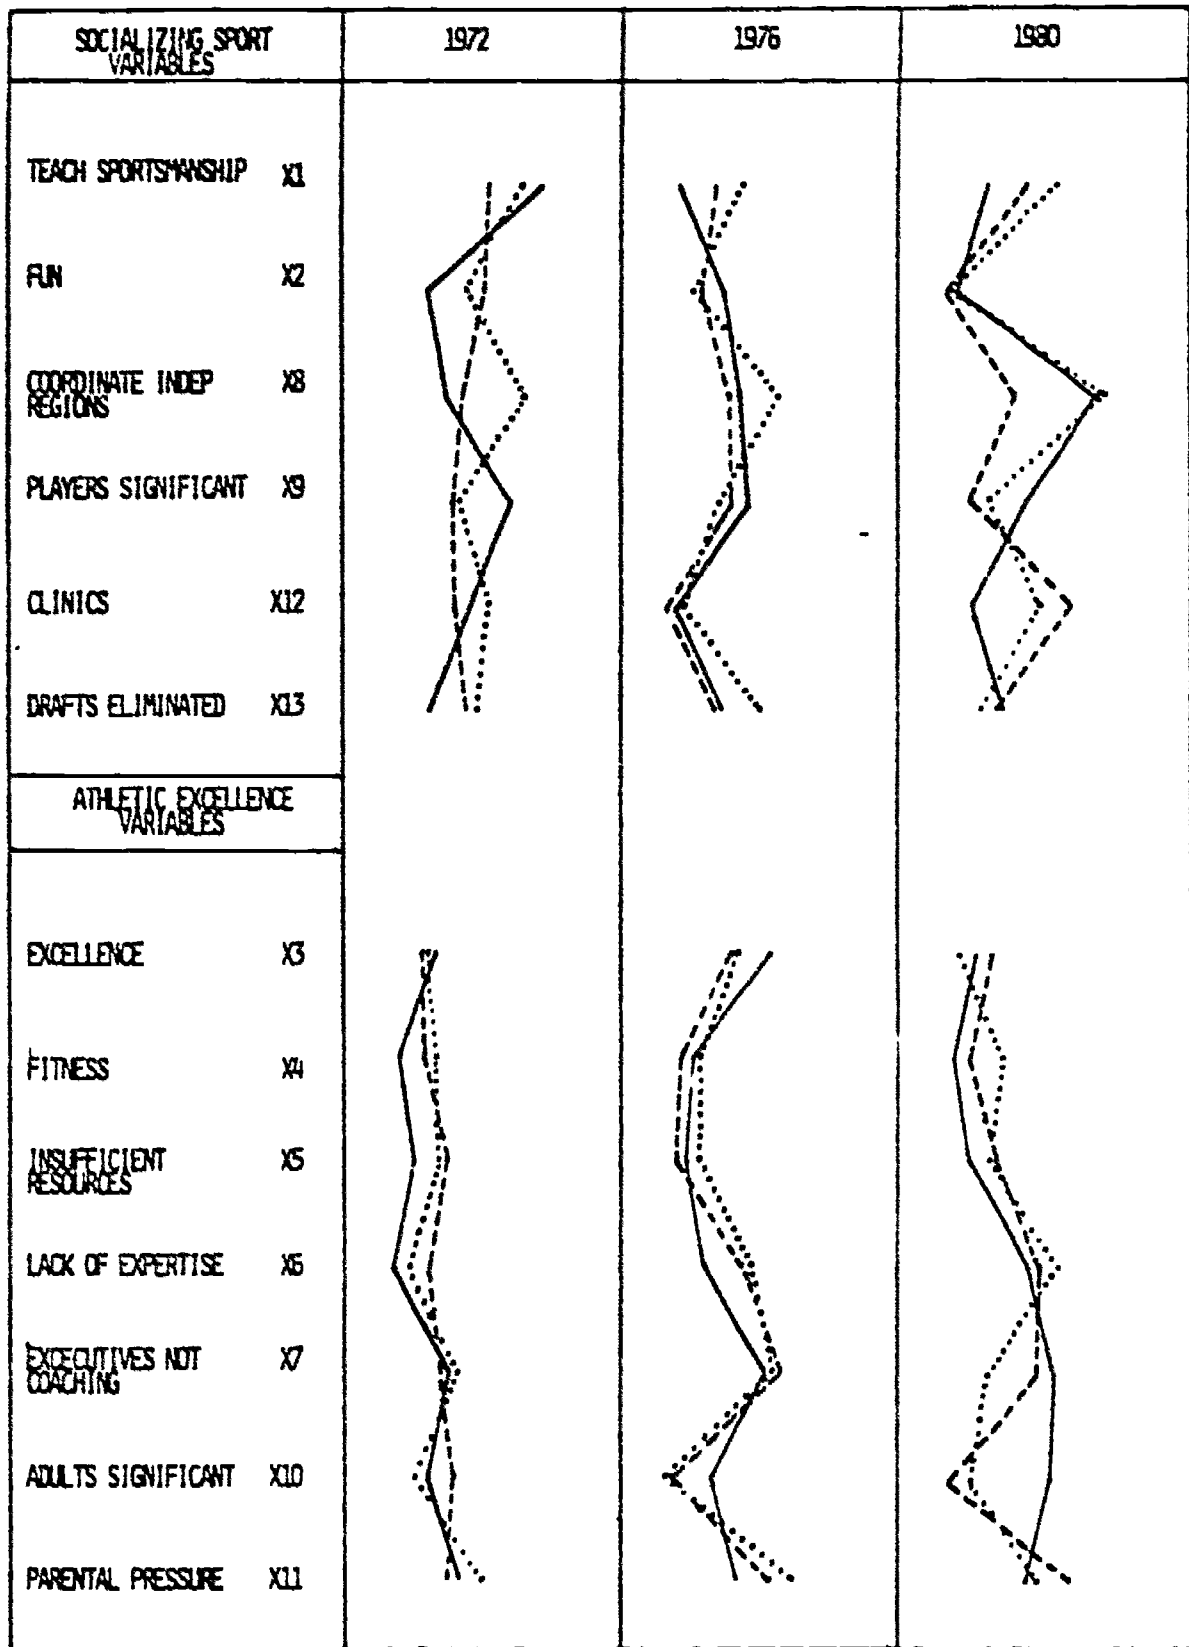 SOCIALIZING SPORT VARIABLES
1972
1976
1980
TEACH SPORTSMANSHIP X1
FUN X2
COORDINATE INDEP X8
REGIONS
PLAYERS SIGNIFICANT X9
CLINICS X12
DRAFTS ELIMINATED X13
ATHLETIC EXCELLENCE
VARIABLES
EXCELLENCE X3
FITNESS X4
INSUFFICIENT X5
RESOURCES
LACK OF EXPERTISE X6
EXCECUTIVES NOT X7
COACHING
ADULTS SIGNIFICANT X10
PARENTAL PRESSURE X11